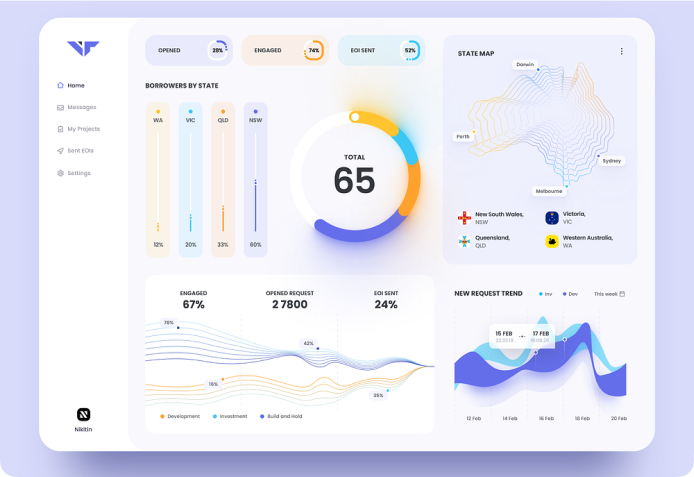 Home
Messages
My Projects
Sent EOIs
Settings
Nikitin
OPENED
28%
ENGAGED
74%
EOI SENT
52%
BORROWERS BY STATE
WA
VIC
QLD
NSW
12%
20%
33%
60%
TOTAL
65
STATE MAP
Darwin
Perth
Sydney
Melbourne
New South Wales,
NSW
Victoria,
VIC
Queensland,
QLD
Western Australia,
WA
ENGAGED
67%
OPENED REQUEST
2 7800
EOI SENT
24%
78%
42%
16%
35%
Development
Investment
Build and Hold
NEW REQUEST TREND
Inv
Dev
This week
15 FEB
17 FEB
12 Feb
14 Feb
16 Feb
18 Feb
20 Feb